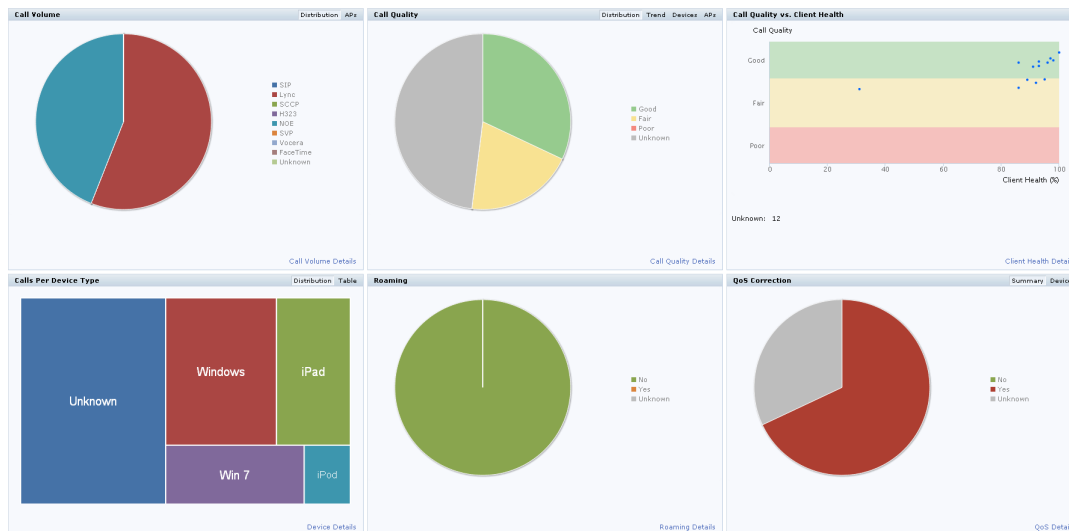 Call Volume
Distribution APs
SIP
Lync
SCCP
H323
NOE
SVP
Vocera
FaceTime
Unknown
Call Volume Details
Call Quality
Distribution Trend Devices APs
Good
Fair
Poor
Unknown
Call Quality Details
Call Quality vs. Client Health
Call Quality
Good
Fair
Poor
0 20 40 60 80 100
Client Health (%)
Unknown: 12
Client Health Detai
Calls Per Device Type
Distribution Table
Unknown
Windows
iPad
Win 7
iPod
Device Details
Roaming
No
Yes
Unknown
Roaming Details
QoS Correction
Summary Device
No
Yes
Unknown
QoS Detai